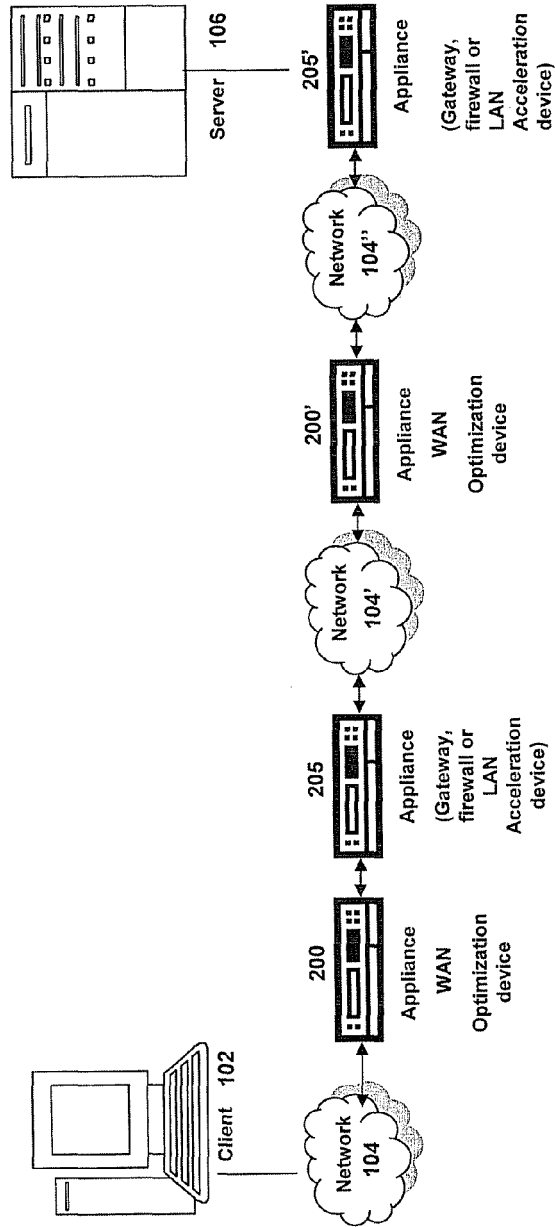 Client 102
Network
104
200
Appliance
WAN
Optimization
device
205
Appliance
(Gateway,
firewall or
LAN
Acceleration
device)
Network
104'
200'
Appliance
WAN
Optimization
device
Network
104''
205'
Appliance
(Gateway,
firewall or
LAN
Acceleration
device)
Server 106